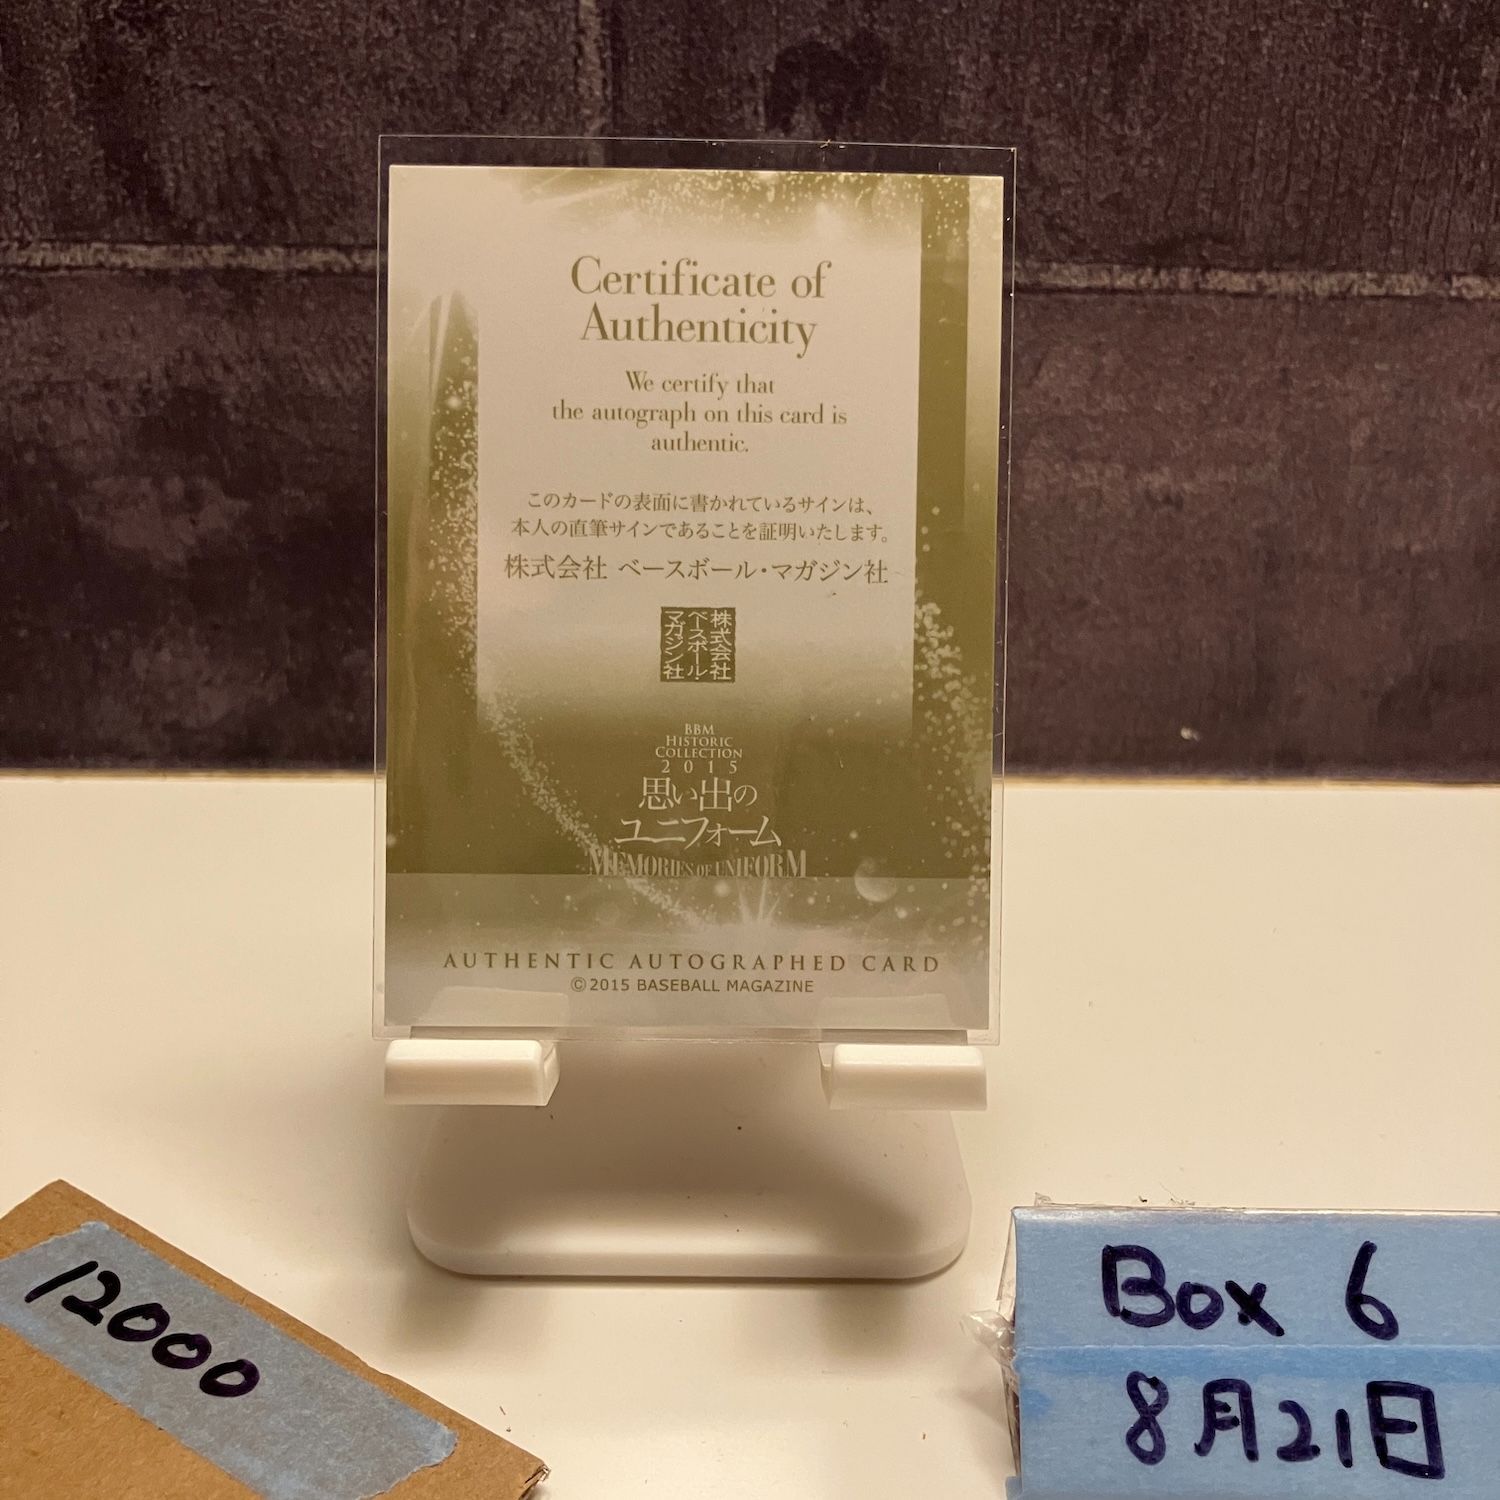 Certificate of
Authenticity
We certify that
the autograph on this card is
authentic.
このカードの表面に書かれているサインは、
本人の直筆サインであることを証明いたします。
株式会社 ベースボール・マガジン社
株式会社
ベースボール・
マガジン社
BBM
HISTORIC
COLLECTION
2015
思い出の
ユニフォーム
MEMORIES OF UNIFORM
AUTHENTIC AUTOGRAPHED CARD
©2015 BASEBALL MAGAZINE
12000
Box 6
8月21日